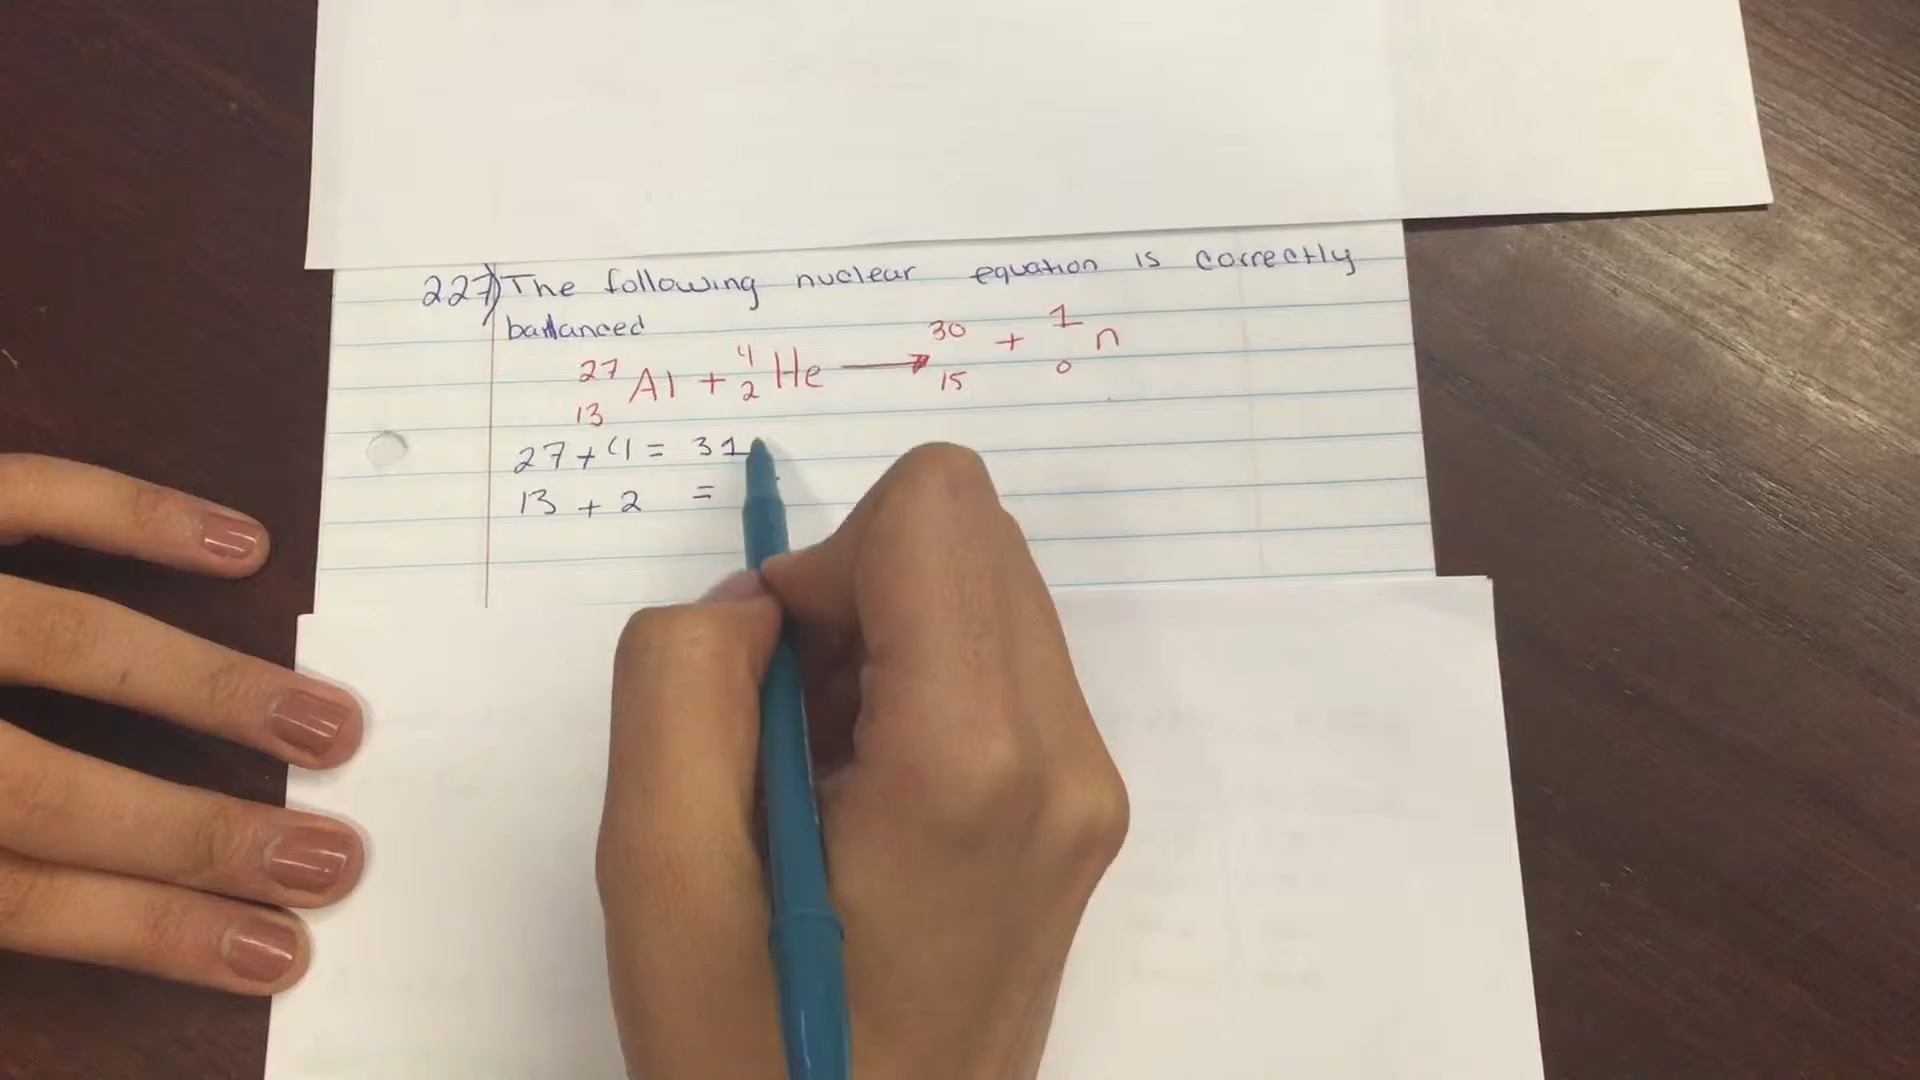 227) The following nuclear equation is correctly
balanced
27 13 Al + 4 2 He → 30 15 + 1 0 n
27 + 4 = 31
13 + 2 =